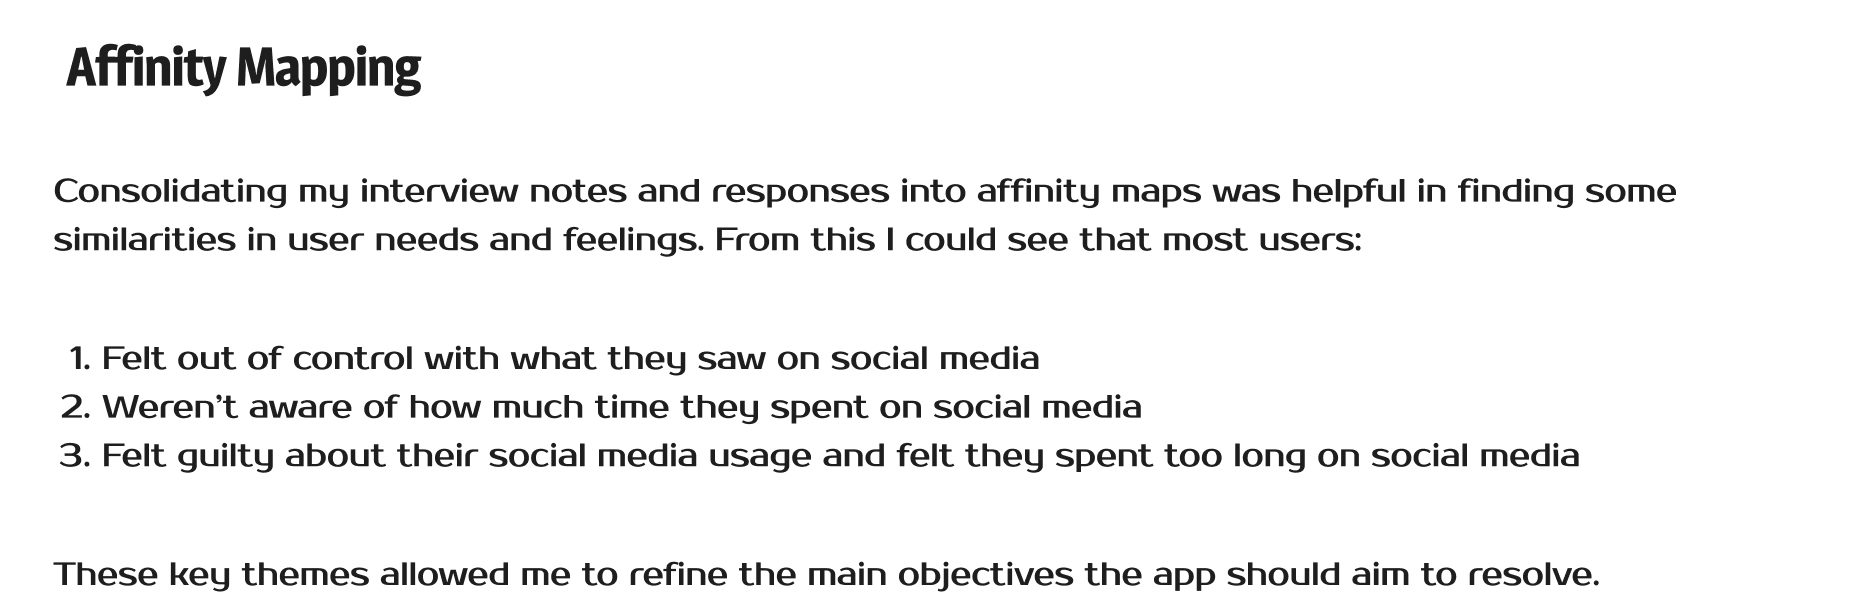 Affinity Mapping
Consolidating my interview notes and responses into affinity maps was helpful in finding some
similarities in user needs and feelings. From this I could see that most users:
1. Felt out of control with what they saw on social media
2. Weren’t aware of how much time they spent on social media
3. Felt guilty about their social media usage and felt they spent too long on social media
These key themes allowed me to refine the main objectives the app should aim to resolve.